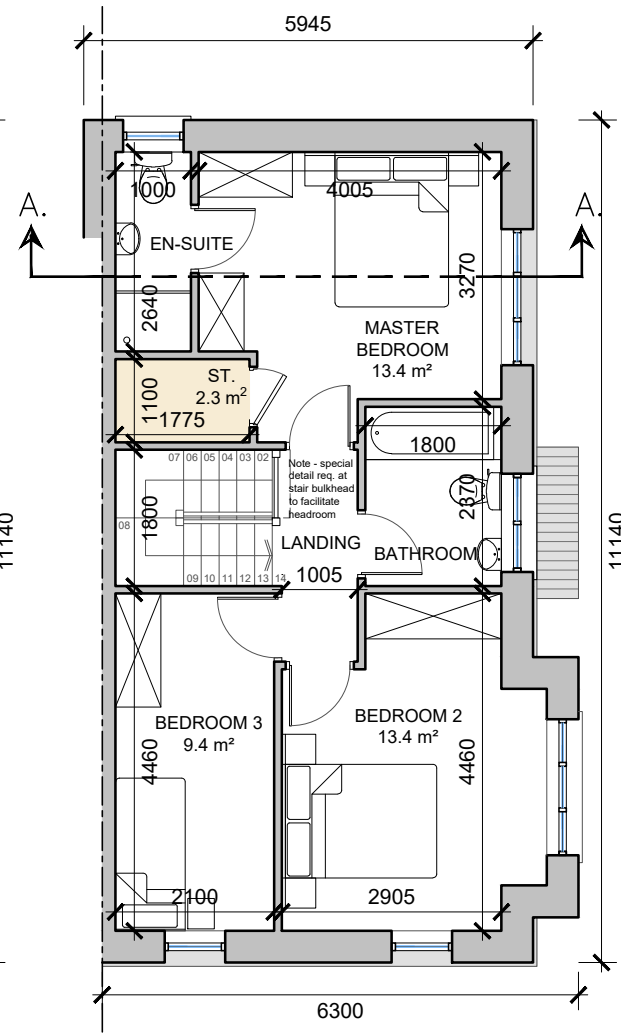 5945
A.
A.
1000
4005
EN-SUITE
3270
2640
MASTER
BEDROOM
13.4 m²
ST.
2.3 m²
1100
1775
1800
07 06 05 04 03 02
Note - special
detail req. at
stair bulkhead
to facilitate
headroom
2370
08
1800
LANDING
BATHROOM
09 10 11 12 13 14
1005
11140
11140
BEDROOM 3
9.4 m²
BEDROOM 2
13.4 m²
4460
4460
2100
2905
6300